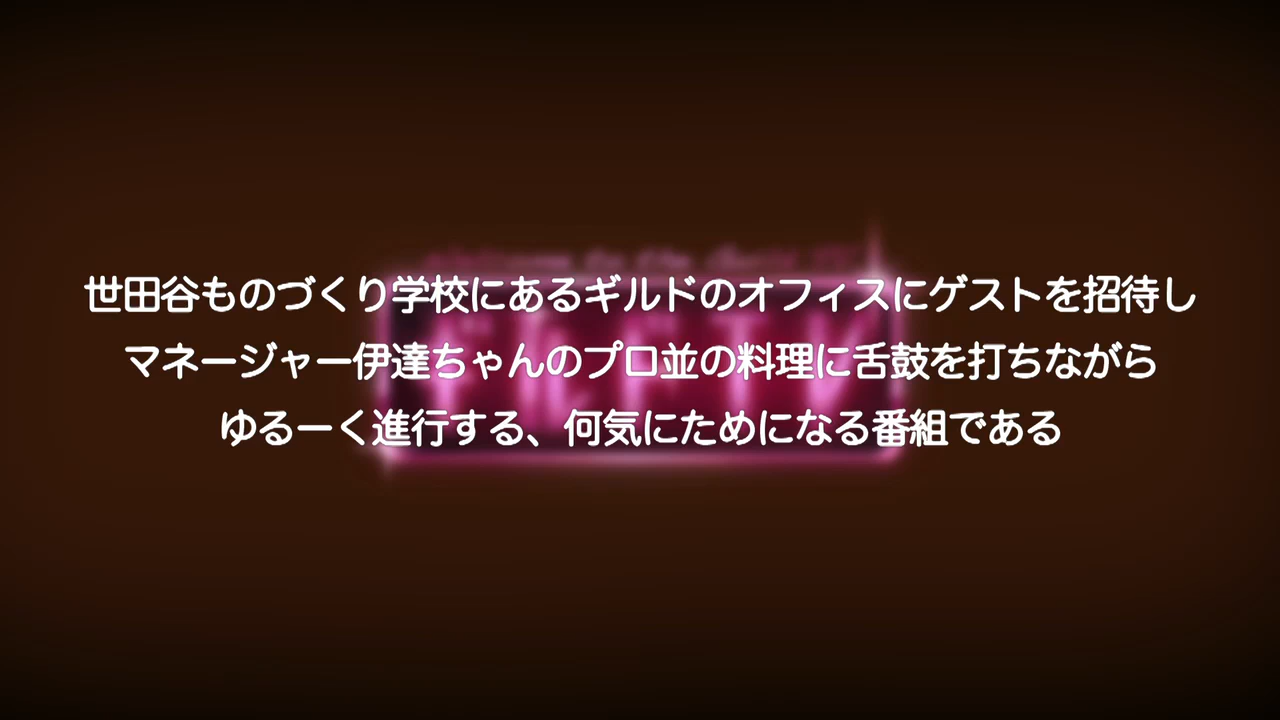 世田谷ものづくり学校にあるギルドのオフィスにゲストを招待し
マネージャー伊達ちゃんのプロ並の料理に舌鼓を打ちながら
ゆるーく進行する、何気にためになる番組である